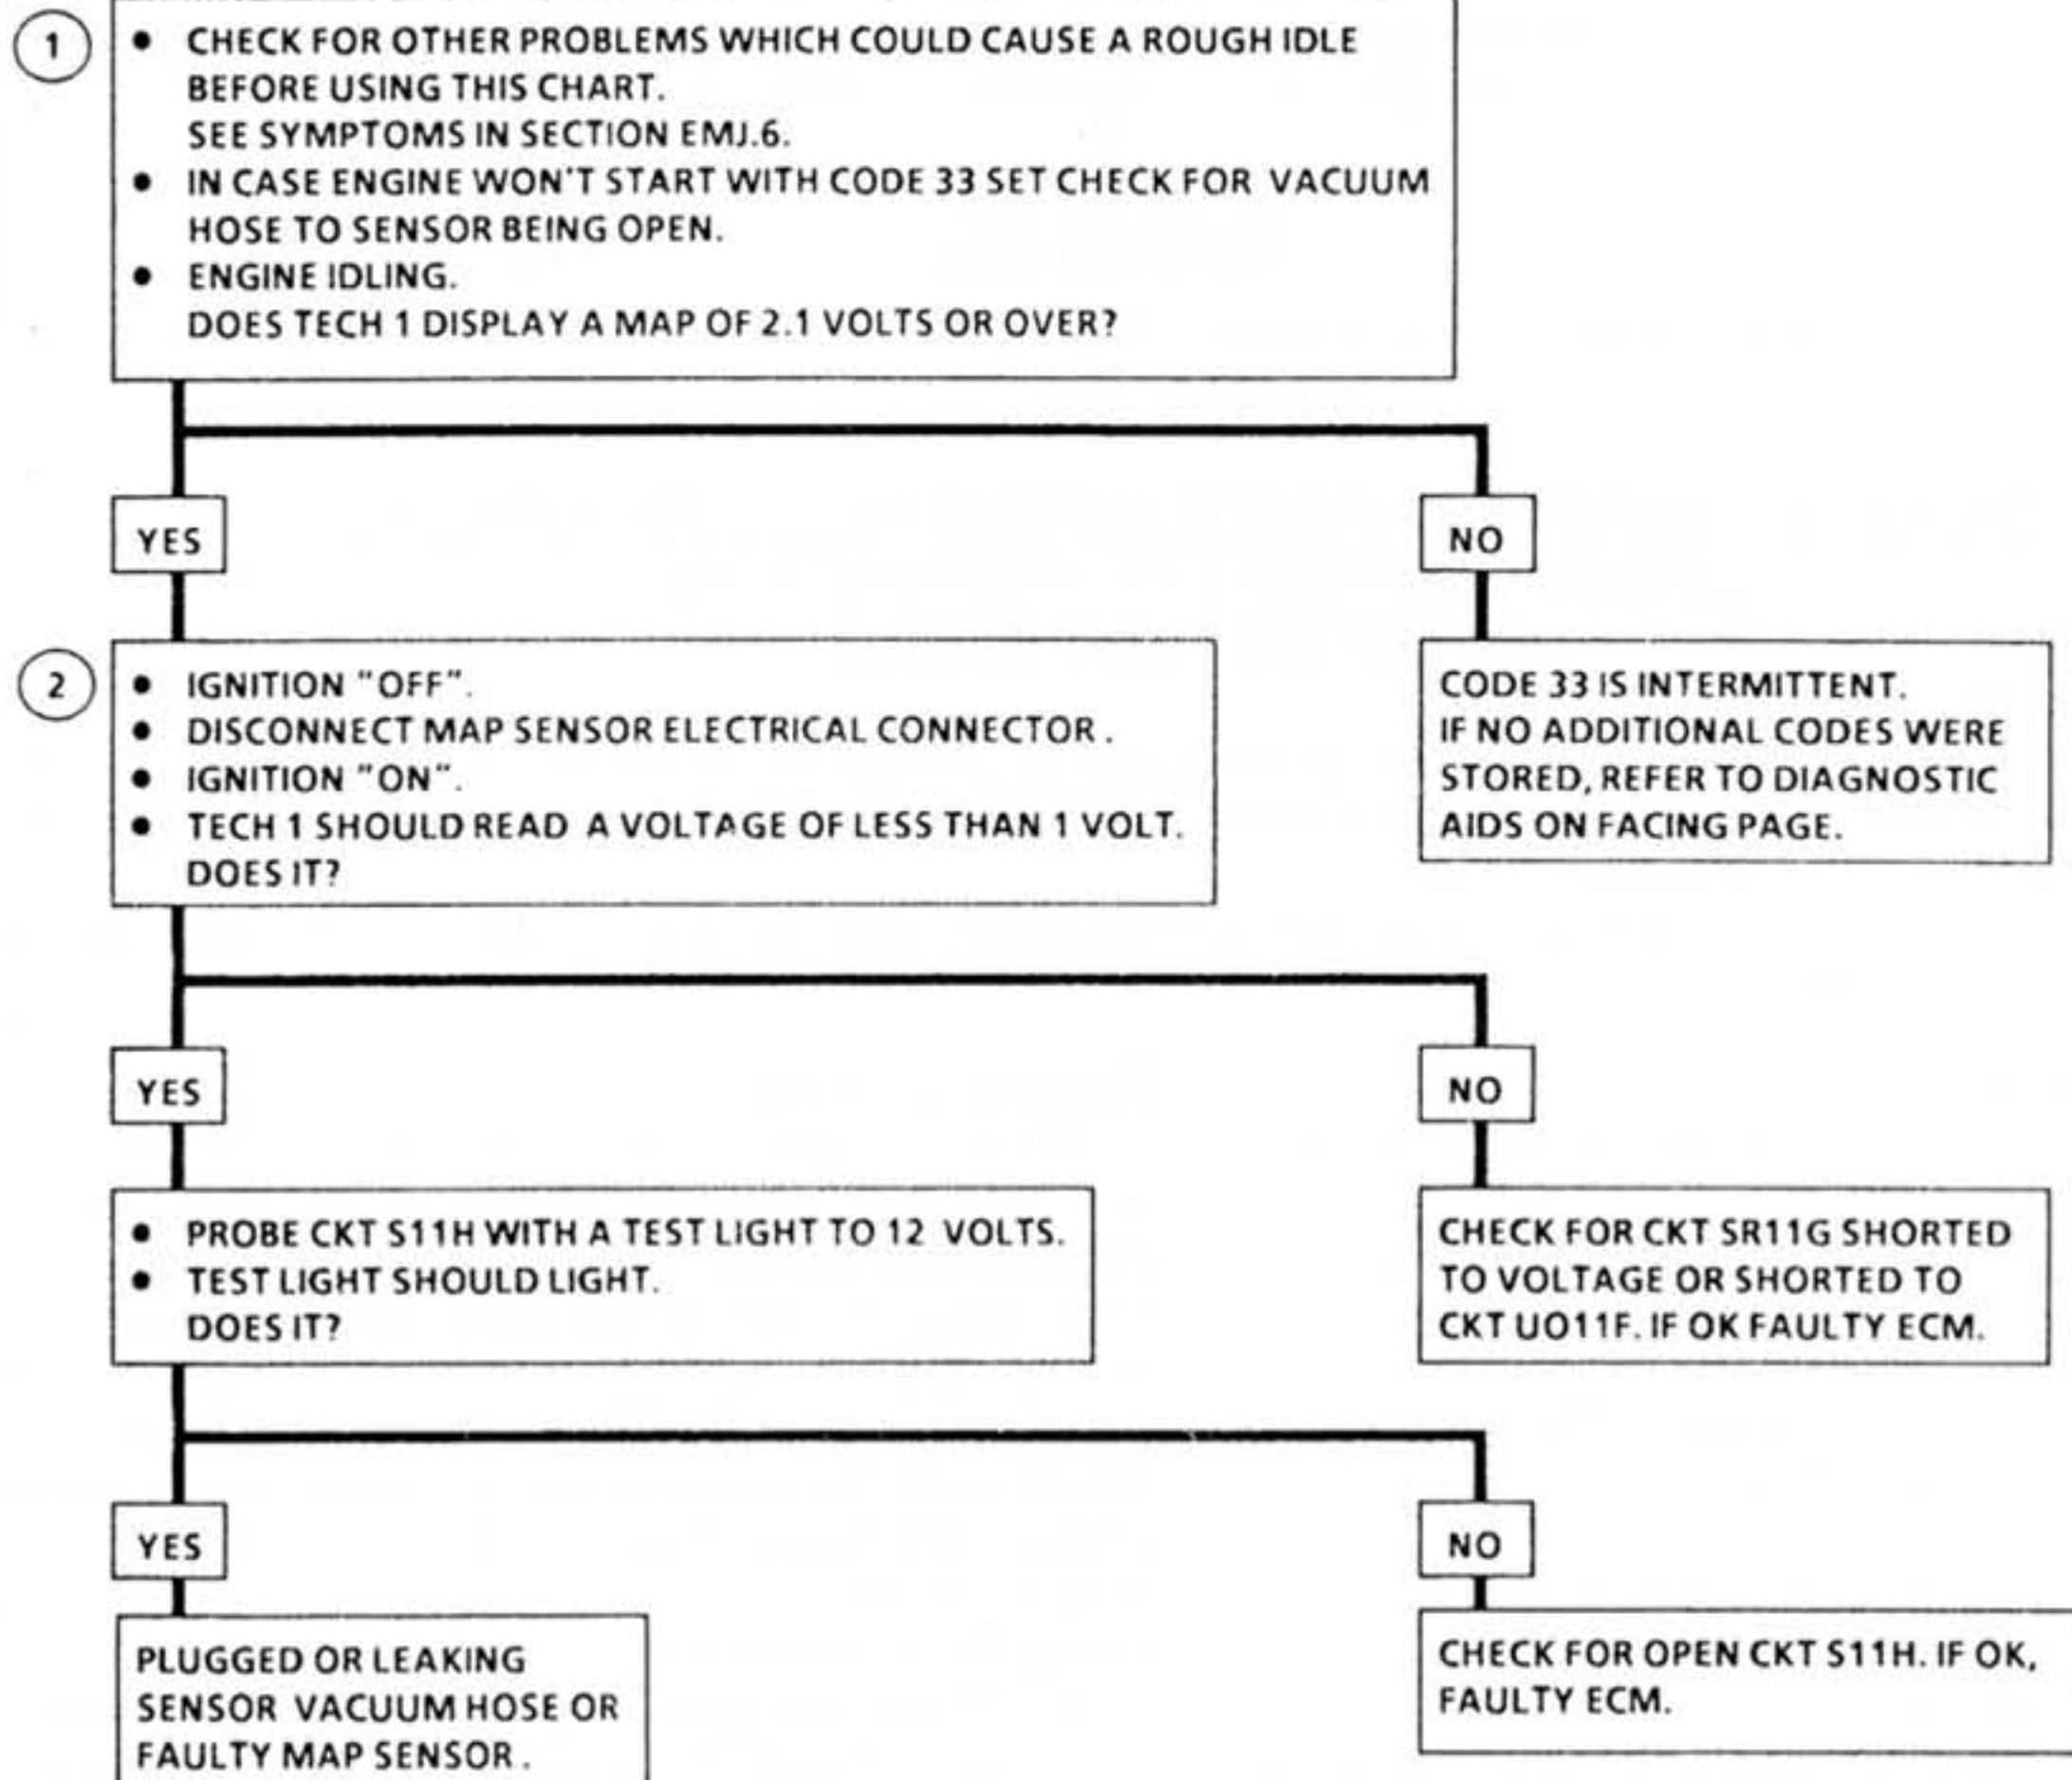 1
• CHECK FOR OTHER PROBLEMS WHICH COULD CAUSE A ROUGH IDLE
BEFORE USING THIS CHART.
SEE SYMPTOMS IN SECTION EMJ.6.
• IN CASE ENGINE WON'T START WITH CODE 33 SET CHECK FOR VACUUM
HOSE TO SENSOR BEING OPEN.
• ENGINE IDLING.
DOES TECH 1 DISPLAY A MAP OF 2.1 VOLTS OR OVER?
YES
NO
2
• IGNITION "OFF".
• DISCONNECT MAP SENSOR ELECTRICAL CONNECTOR.
• IGNITION "ON".
• TECH 1 SHOULD READ A VOLTAGE OF LESS THAN 1 VOLT.
DOES IT?
CODE 33 IS INTERMITTENT.
IF NO ADDITIONAL CODES WERE
STORED, REFER TO DIAGNOSTIC
AIDS ON FACING PAGE.
YES
NO
• PROBE CKT S11H WITH A TEST LIGHT TO 12 VOLTS.
• TEST LIGHT SHOULD LIGHT.
DOES IT?
CHECK FOR CKT SR11G SHORTED
TO VOLTAGE OR SHORTED TO
CKT UO11F. IF OK FAULTY ECM.
YES
NO
PLUGGED OR LEAKING
SENSOR VACUUM HOSE OR
FAULTY MAP SENSOR.
CHECK FOR OPEN CKT S11H. IF OK,
FAULTY ECM.